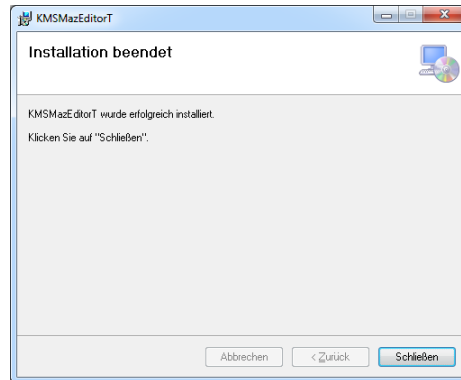 KMSMazEditorT
Installation beendet
KMSMazEditorT wurde erfolgreich installiert.
Klicken Sie auf "Schließen".
Abbrechen
< Zurück
Schließen